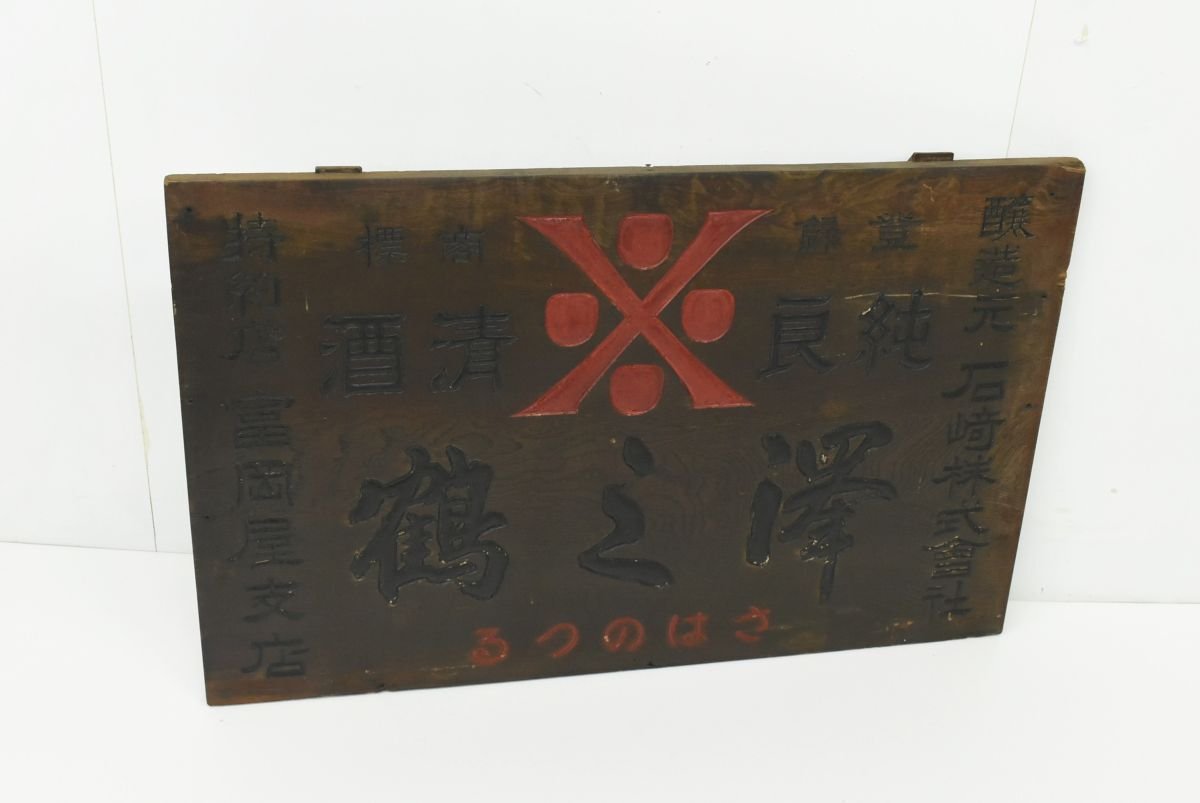 醸造元 石崎株式會社
登録 ※ 商標
純良 清酒
澤之鶴
さはのつる
特約店 富岡屋支店